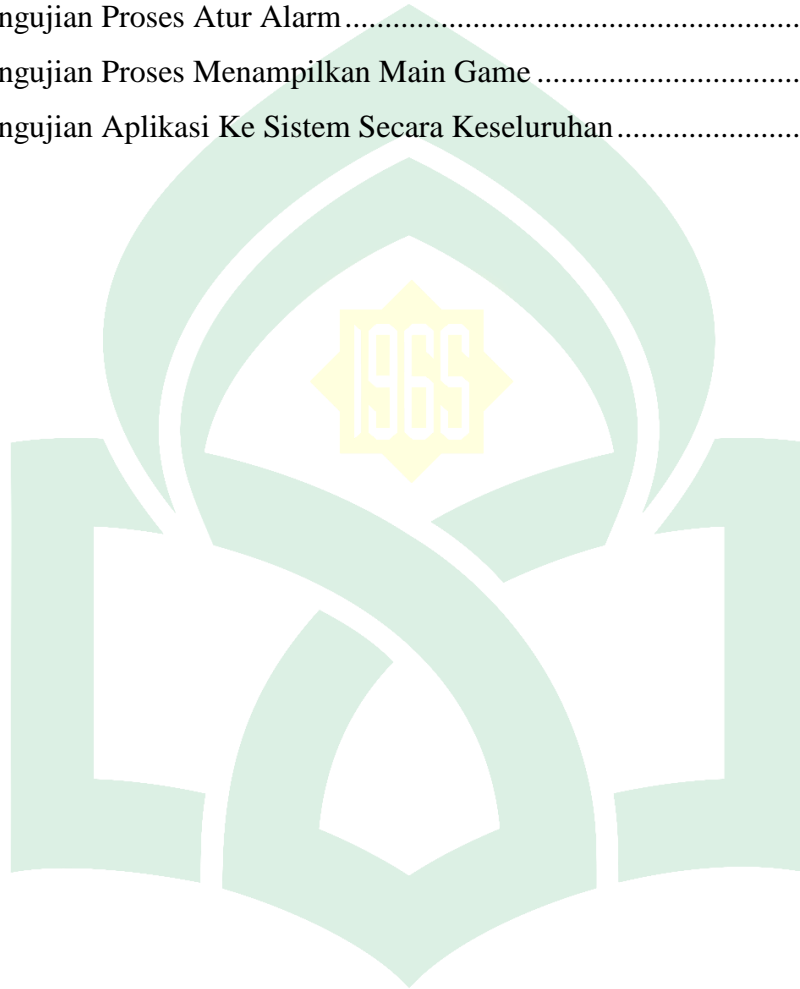 ngujian Proses Atur Alarm................................................................
ngujian Proses Menampilkan Main Game ..................................
ngujian Aplikasi Ke Sistem Secara Keseluruhan.......................
1965